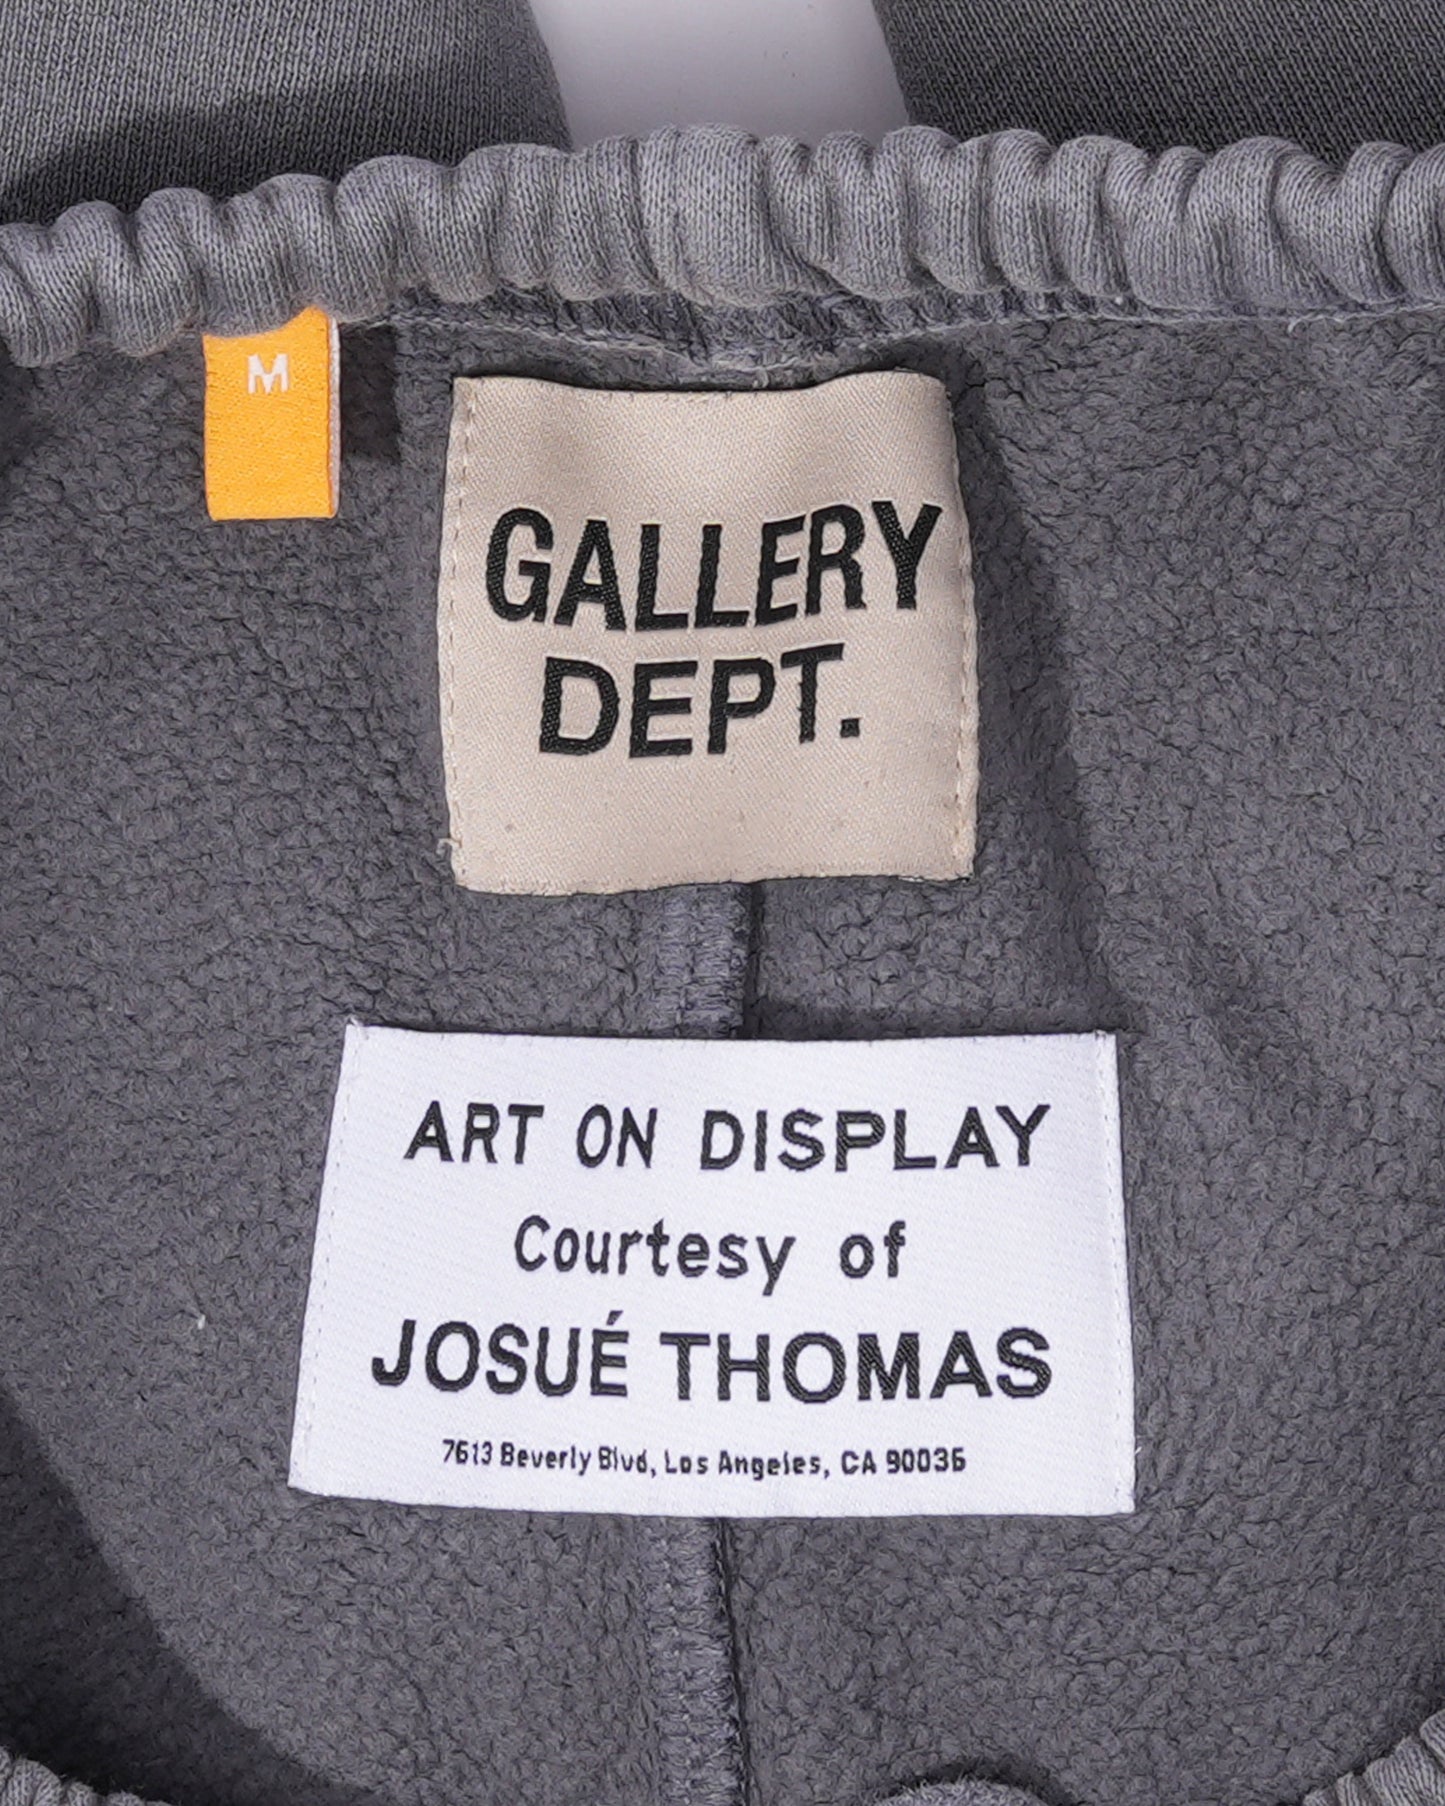 M
GALLERY
DEPT.
ART ON DISPLAY
Courtesy of
JOSUÉ THOMAS
7613 Beverly Blvd, Los Angeles, CA 90036